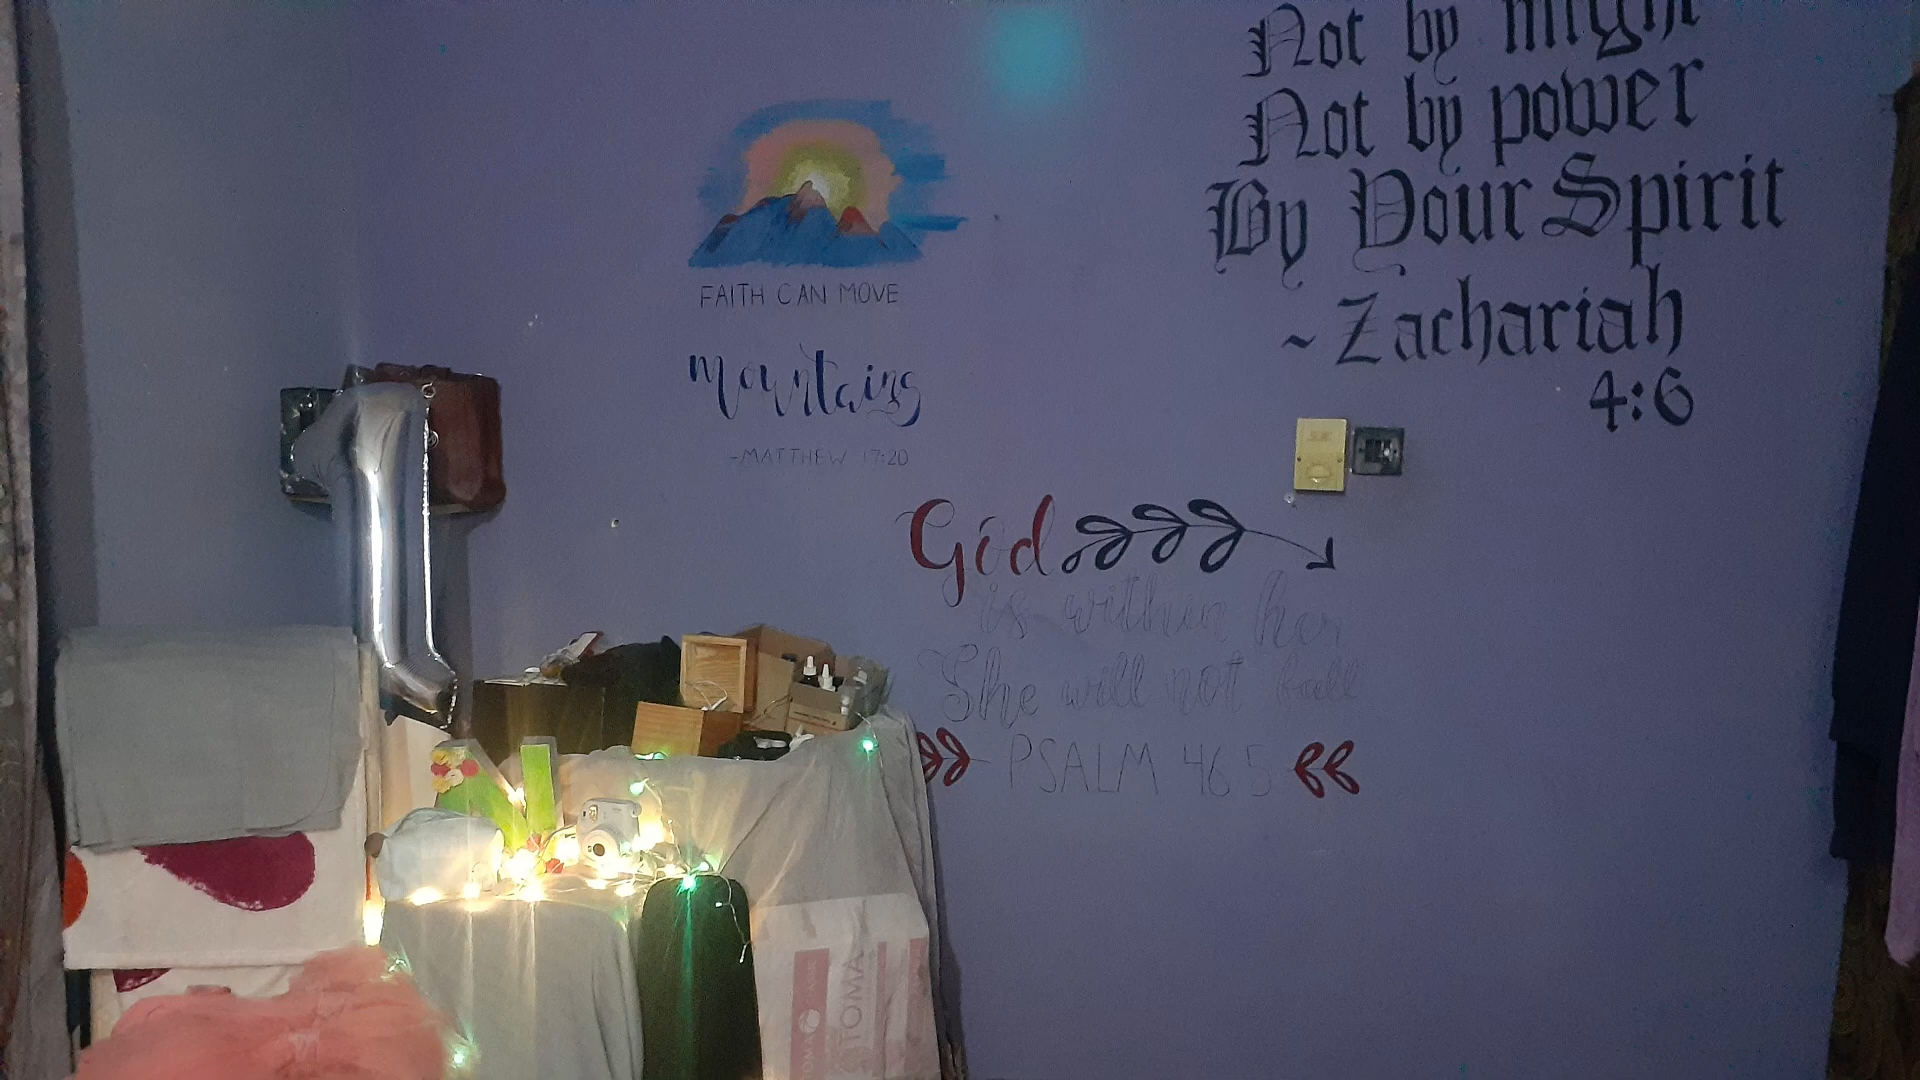 Not by might
Not by power
By Your Spirit
~Zachariah
4:6
FAITH CAN MOVE
mountains
-MATTHEW 17:20
God
is within her
She will not fall
PSALM 46 5
TOMA